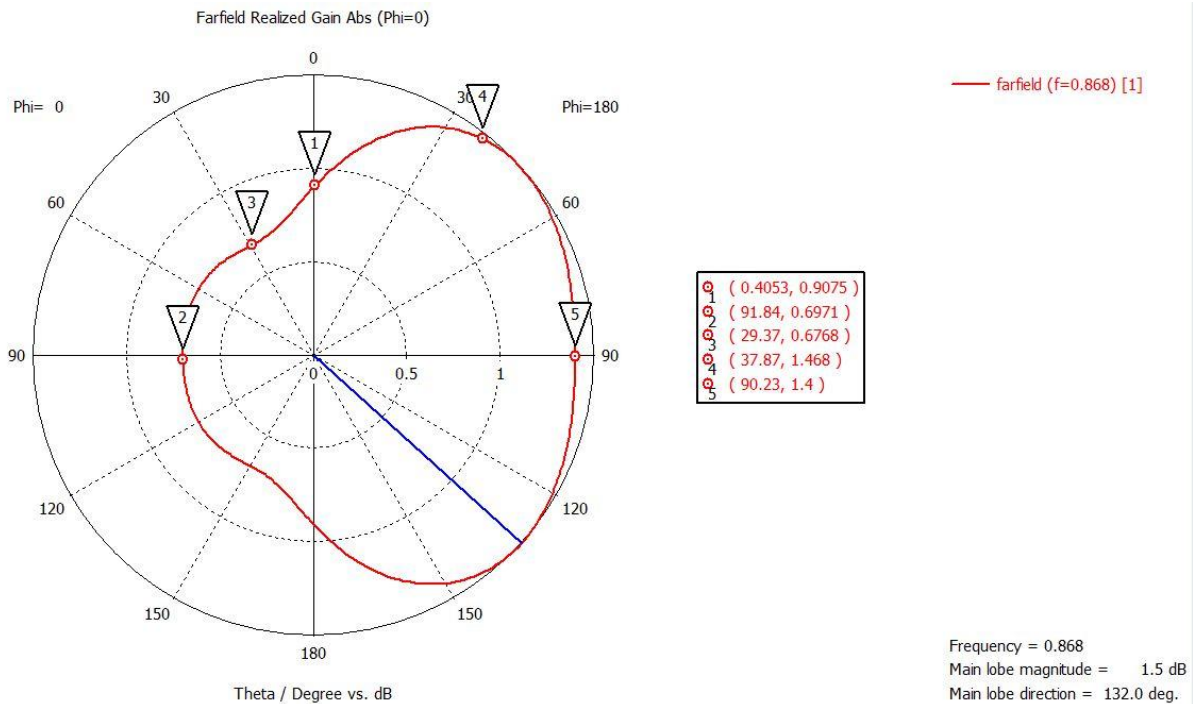 Farfield Realized Gain Abs (Phi=0)
0
Phi= 0
30
30
Phi=180
4
farfield (f=0.868) [1]
1
3
60
60
2
5
90
0
0.5
1
90
( 0.4053, 0.9075 )
1
( 91.84, 0.6971 )
2
( 29.37, 0.6768 )
3
( 37.87, 1.468 )
4
( 90.23, 1.4 )
5
120
120
150
150
180
Theta / Degree vs. dB
Frequency = 0.868
Main lobe magnitude = 1.5 dB
Main lobe direction = 132.0 deg.